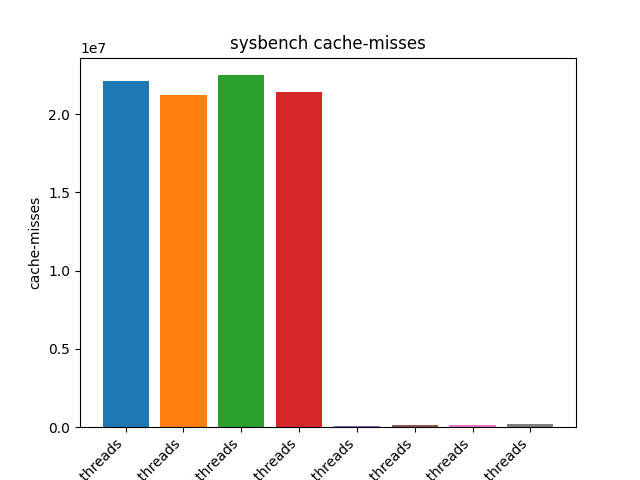 sysbench cache-misses
1e7
cache-misses
2.0
1.5
1.0
0.5
0.0
threads
threads
threads
threads
threads
threads
threads
threads